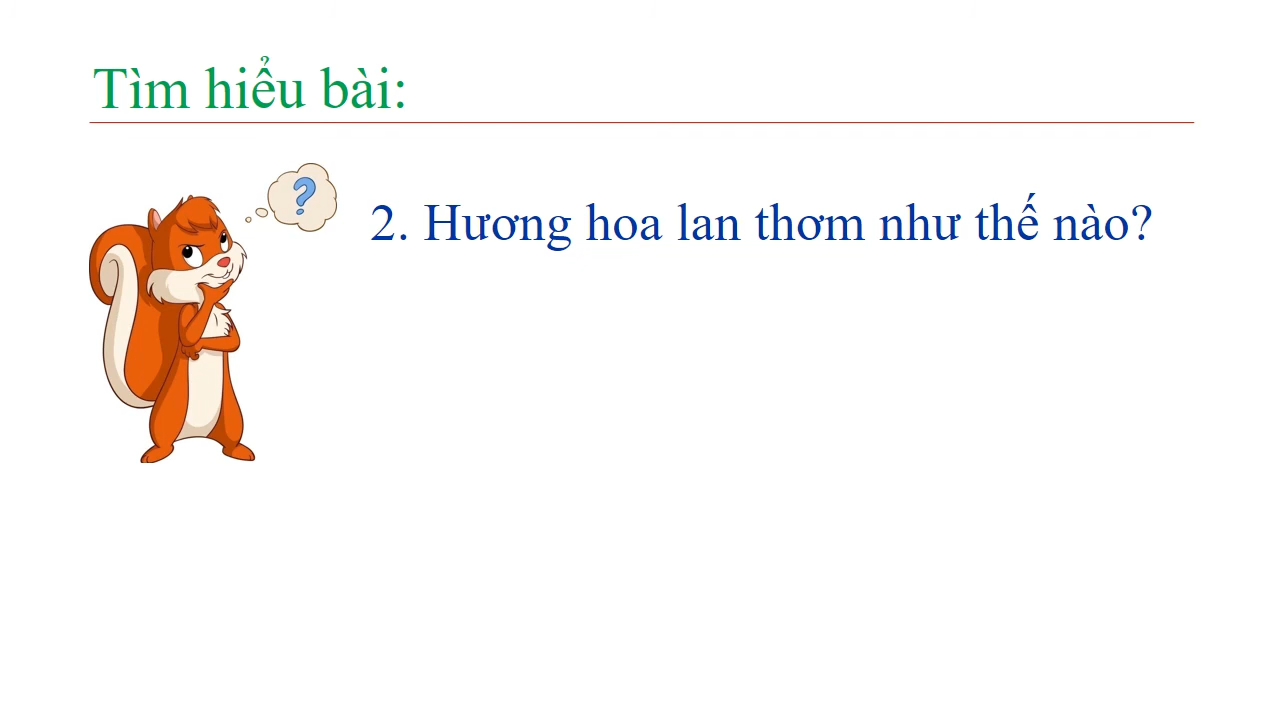 Tìm hiểu bài:
?
2. Hương hoa lan thơm như thế nào?